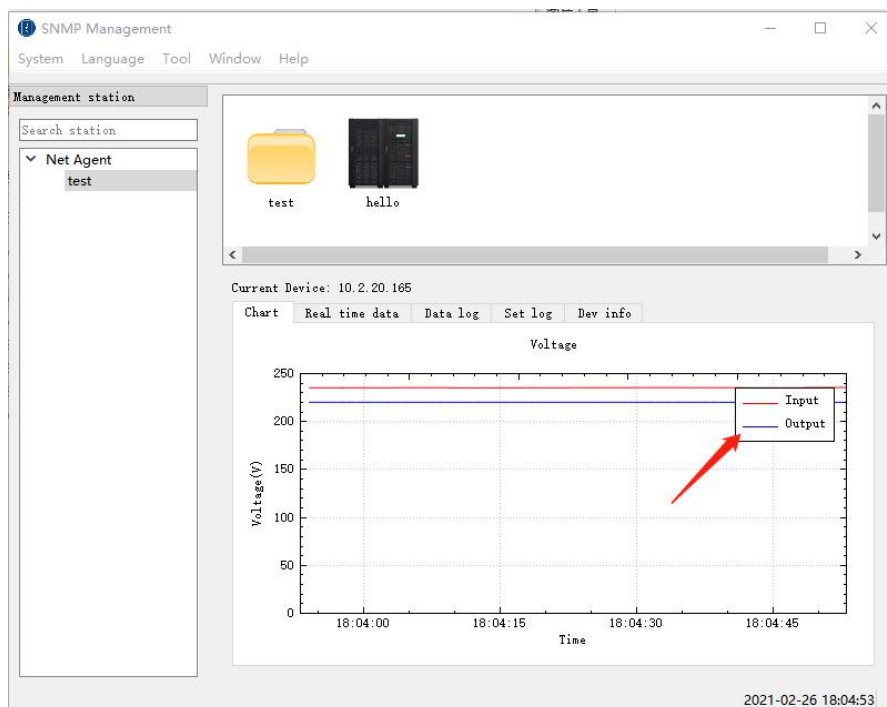 SNMP Management
System Language Tool Window Help
Management station
Search station
Net Agent
test
test hello
Current Device: 10.2.20.165
Chart Real time data Data log Set log Dev info
Voltage
Voltage(V)
250
200
150
100
50
0
Input
Output
18:04:00 18:04:15 18:04:30 18:04:45
Time
2021-02-26 18:04:53